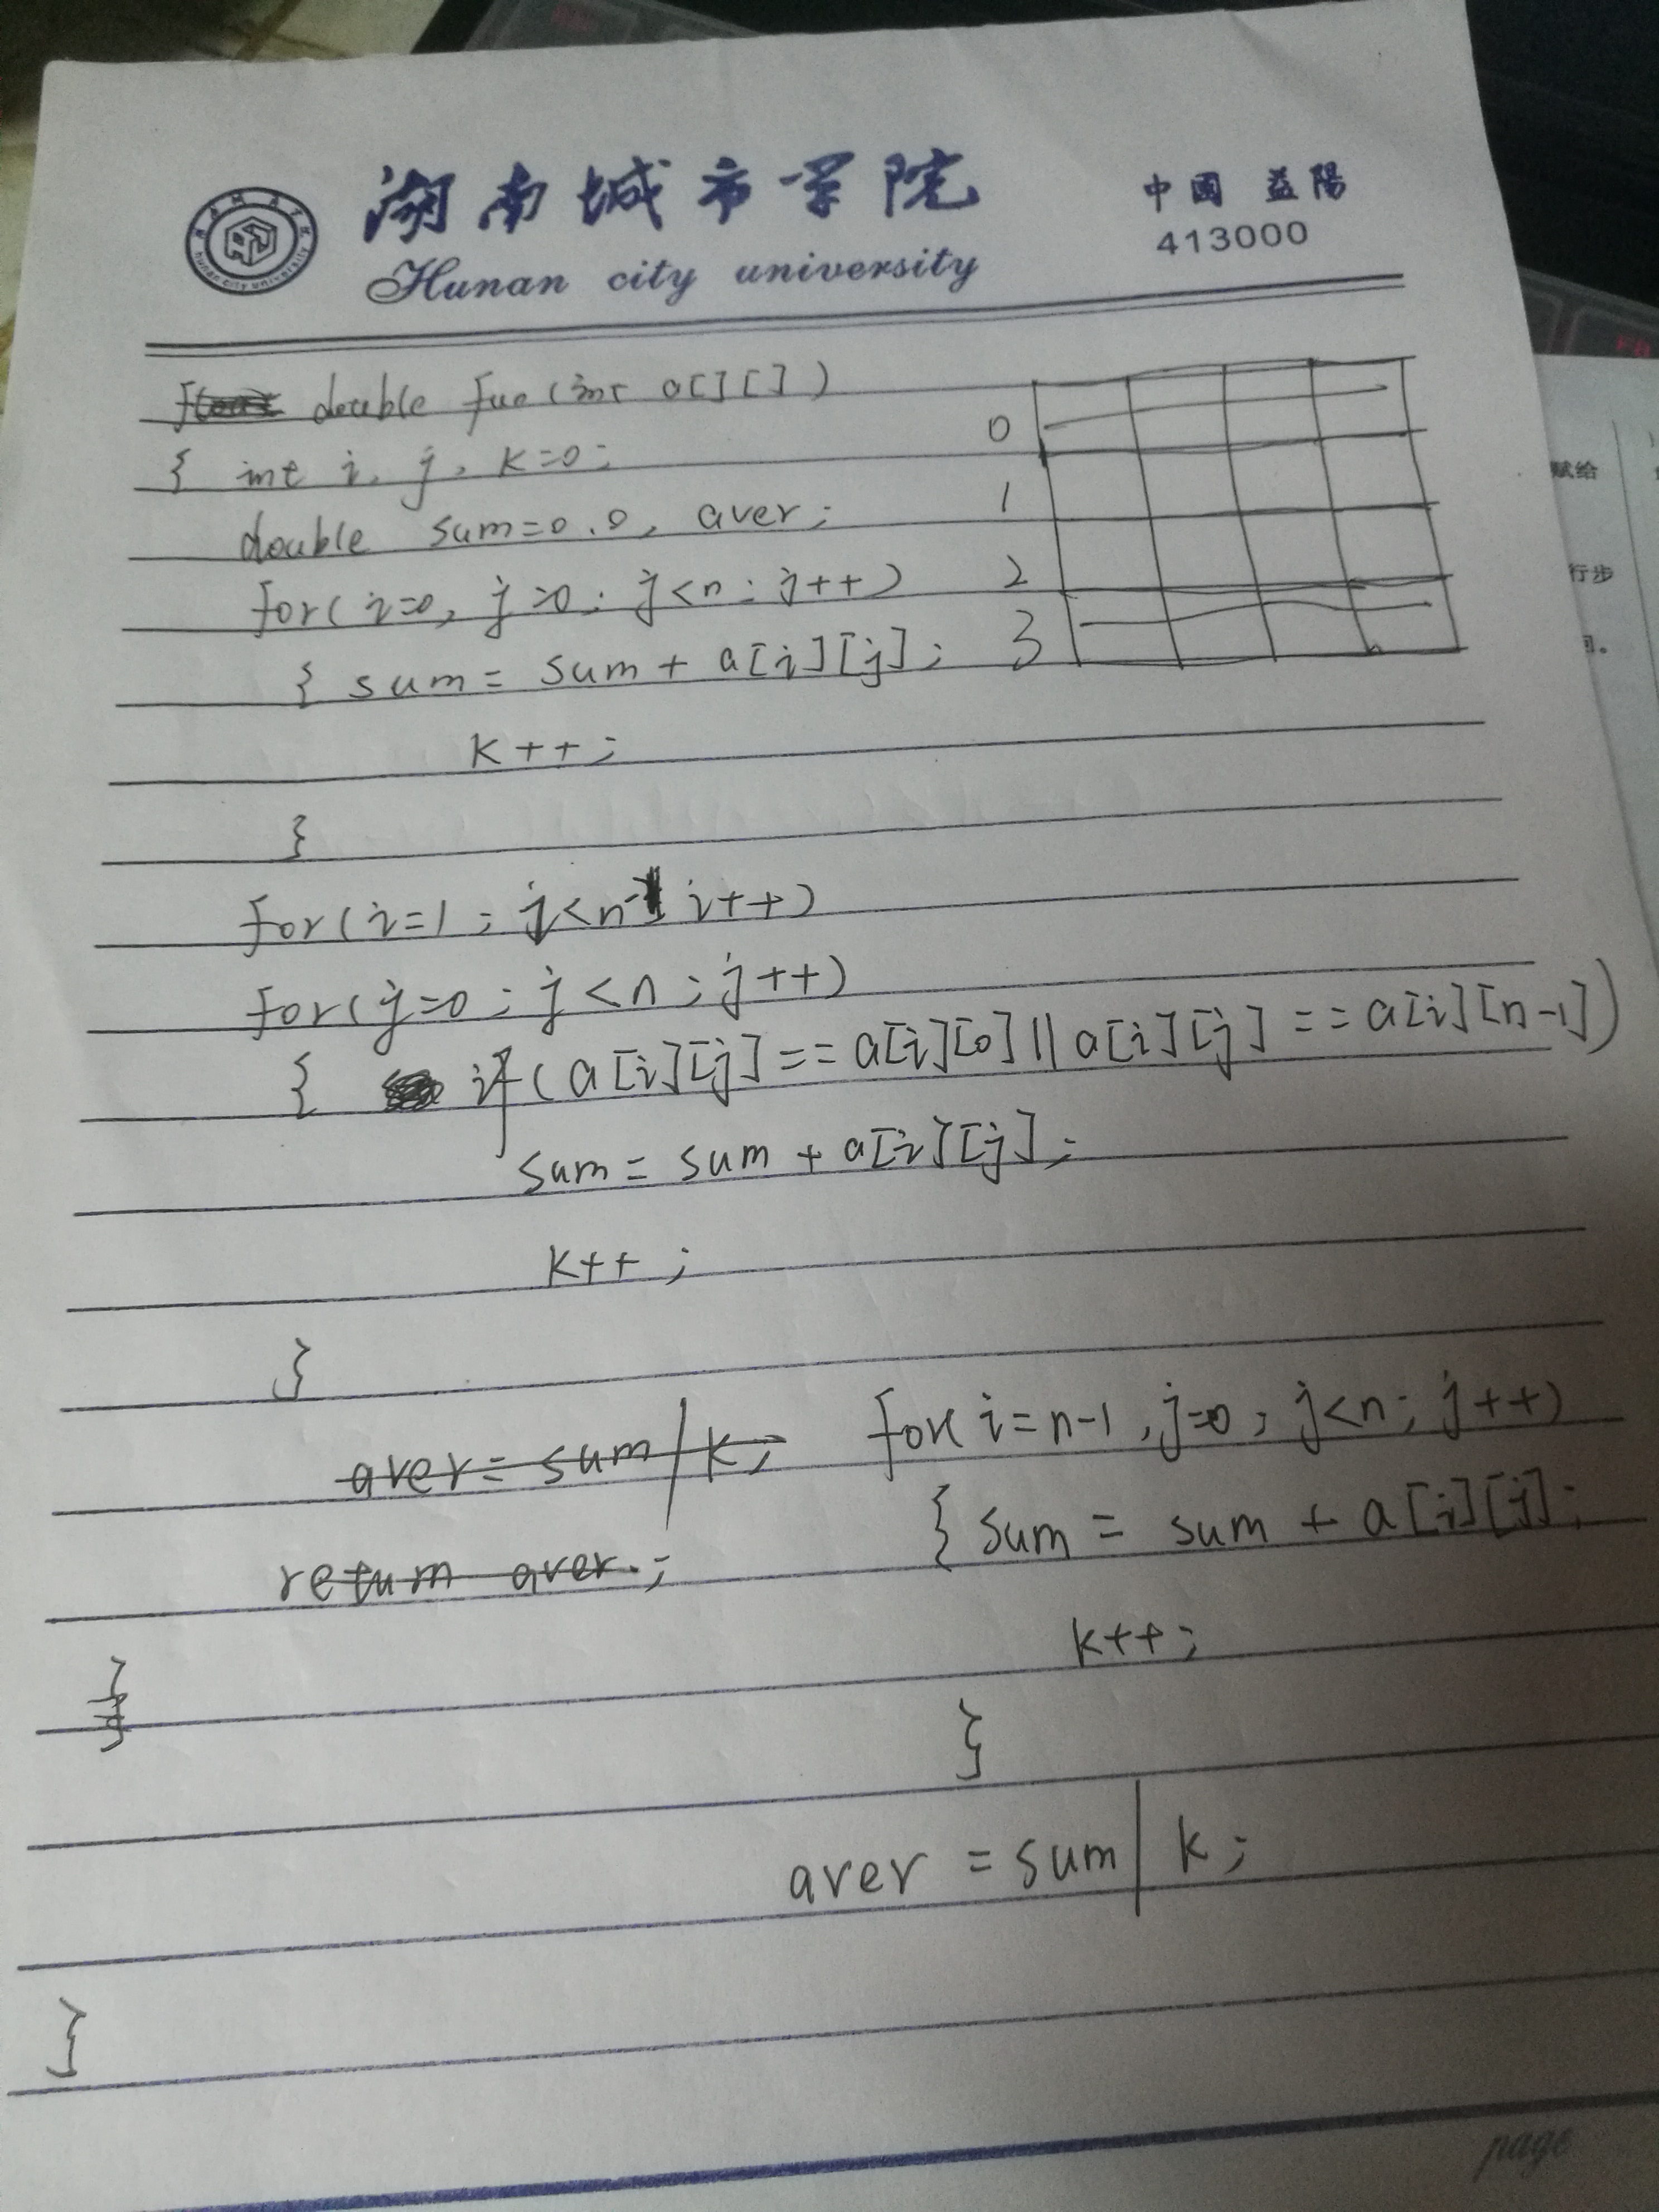 湖南城市学院
Hunan city university
中國 益陽
413000
double fun(int a[][])
{ int i, j, k=0;
double sum=0.0, aver;
for(i=0, j=0; j<n; j++)
{ sum = sum + a[i][j];
k++;
}
0
1
2
3
for(i=1; j<n-1 i++)
for(j=0; j<n; j++)
{ if(a[i][j]==a[i][0]||a[i][j]==a[i][n-1])
sum = sum + a[i][j];
k++;
}
aver = sum/k;
return aver.;
}
for(i=n-1, j=0; j<n; j++)
{ sum = sum + a[i][j];
k++;
}
aver = sum/k;
}
page
赋给
行步